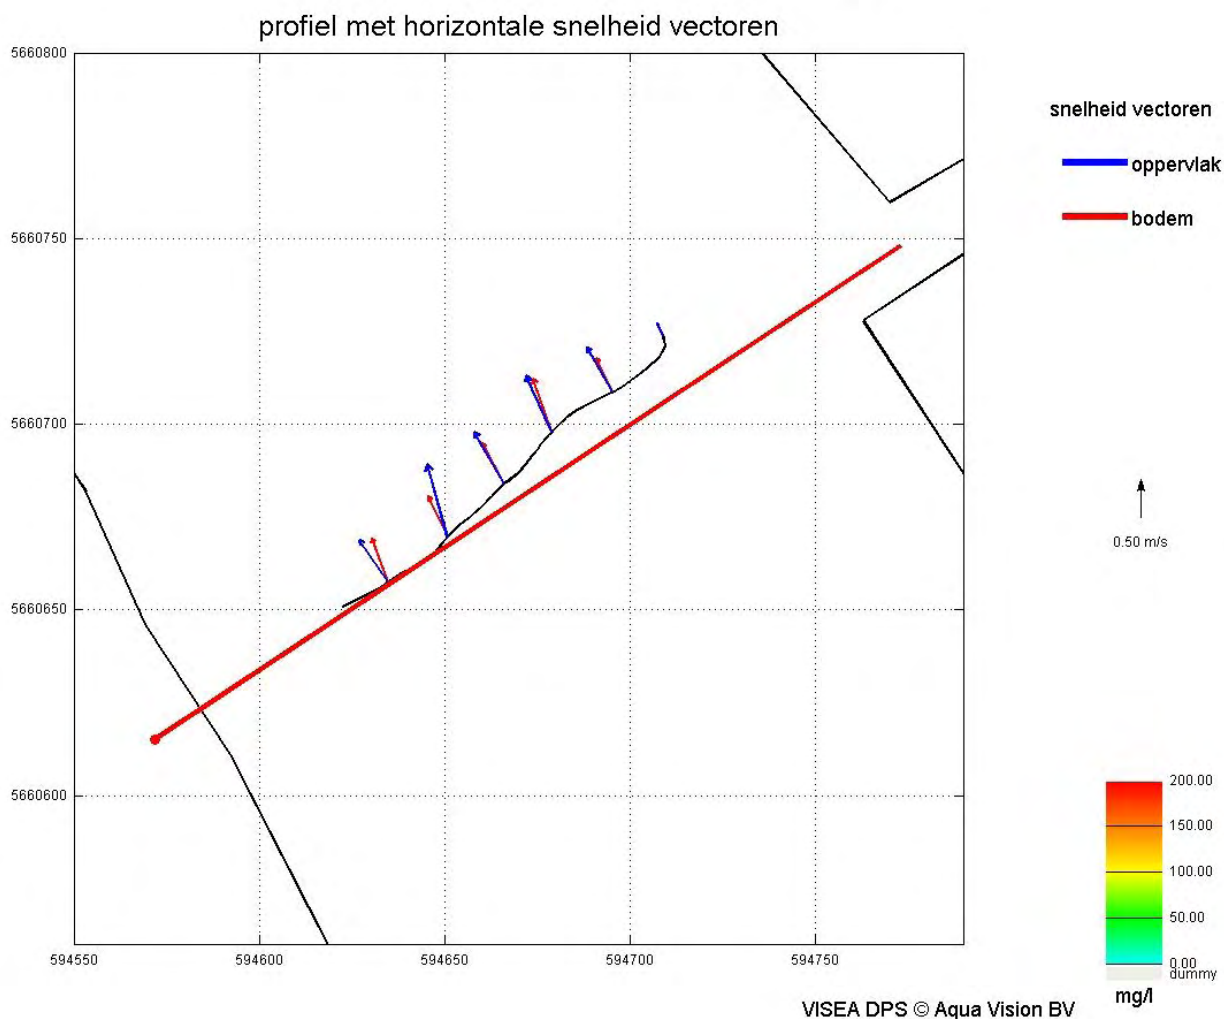 profiel met horizontale snelheid vectoren
5660800
5660750
5660700
5660650
5660600
594550
594600
594650
594700
594750
snelheid vectoren
oppervlak
bodem
0.50 m/s
200.00
150.00
100.00
50.00
0.00
dummy
mg/l
VISEA DPS © Aqua Vision BV